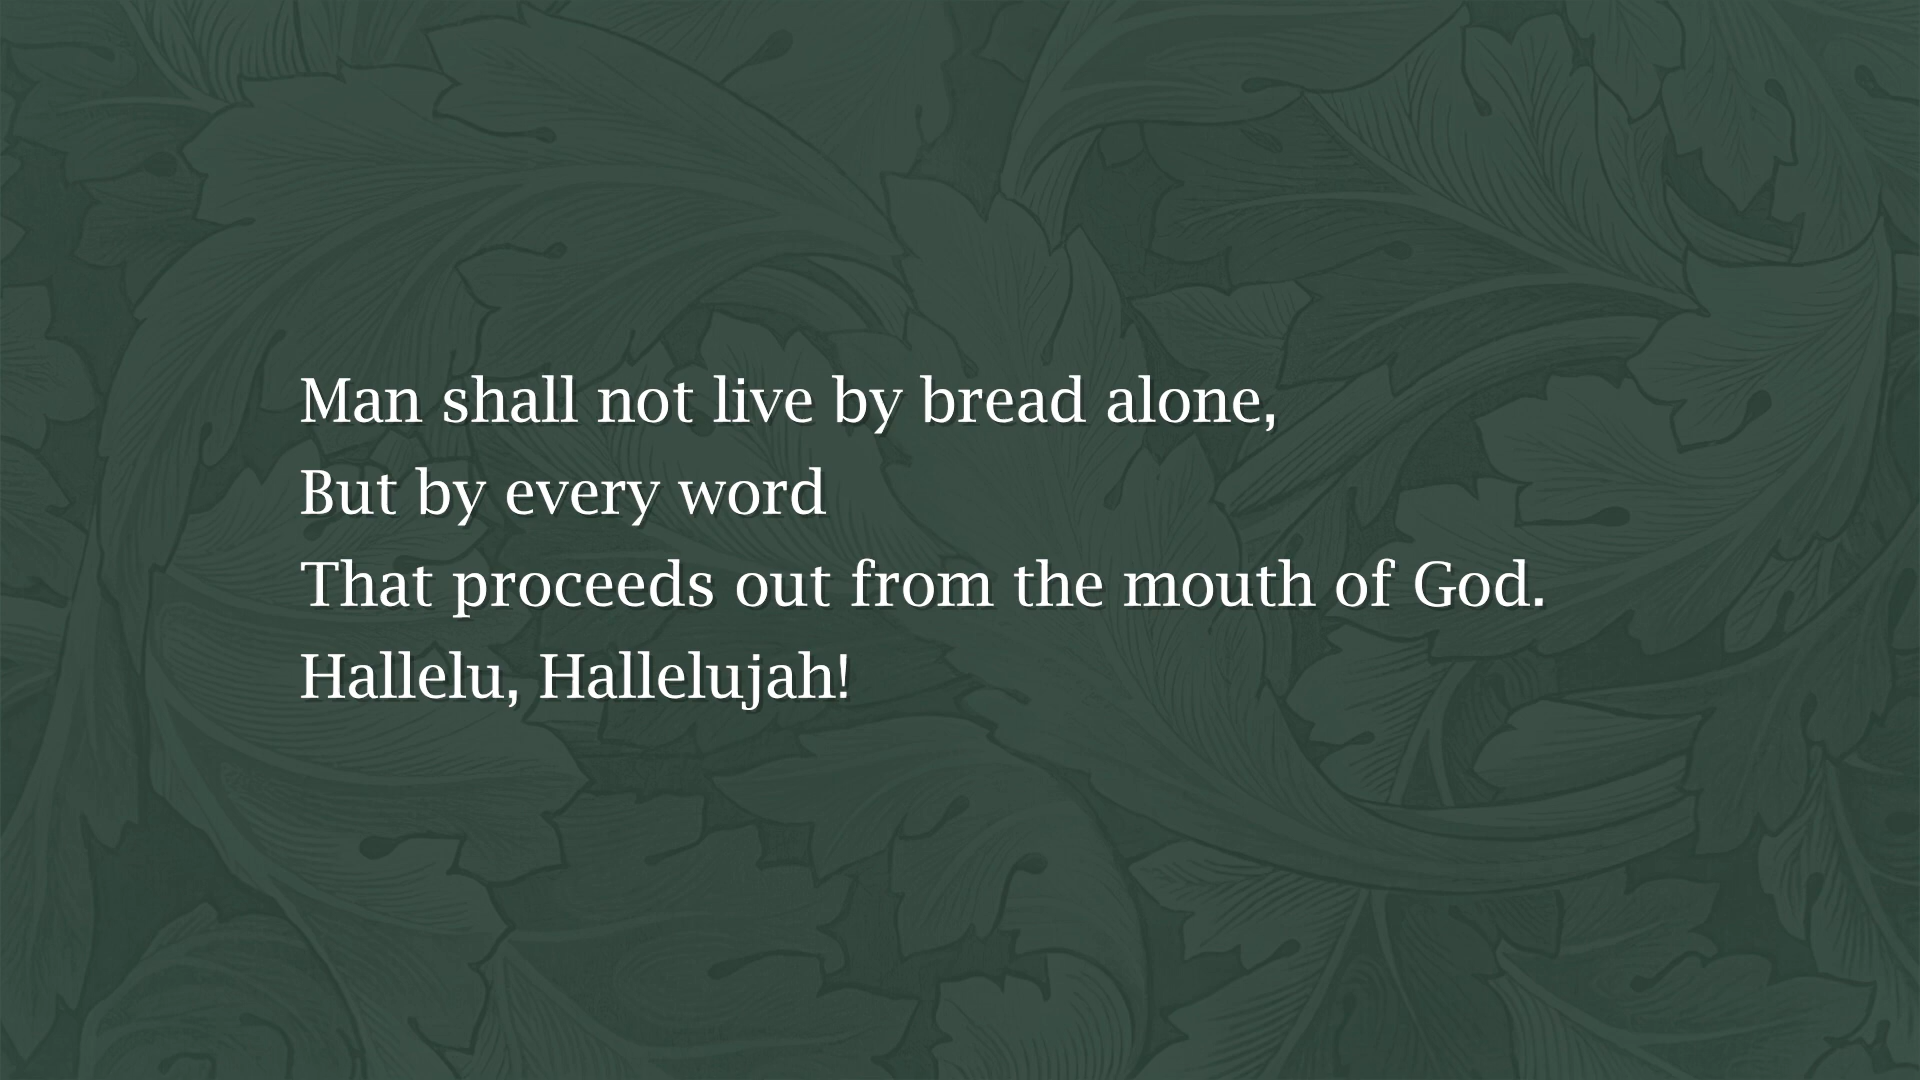 Man shall not live by bread alone,
But by every word
That proceeds out from the mouth of God.
Hallelu, Hallelujah!